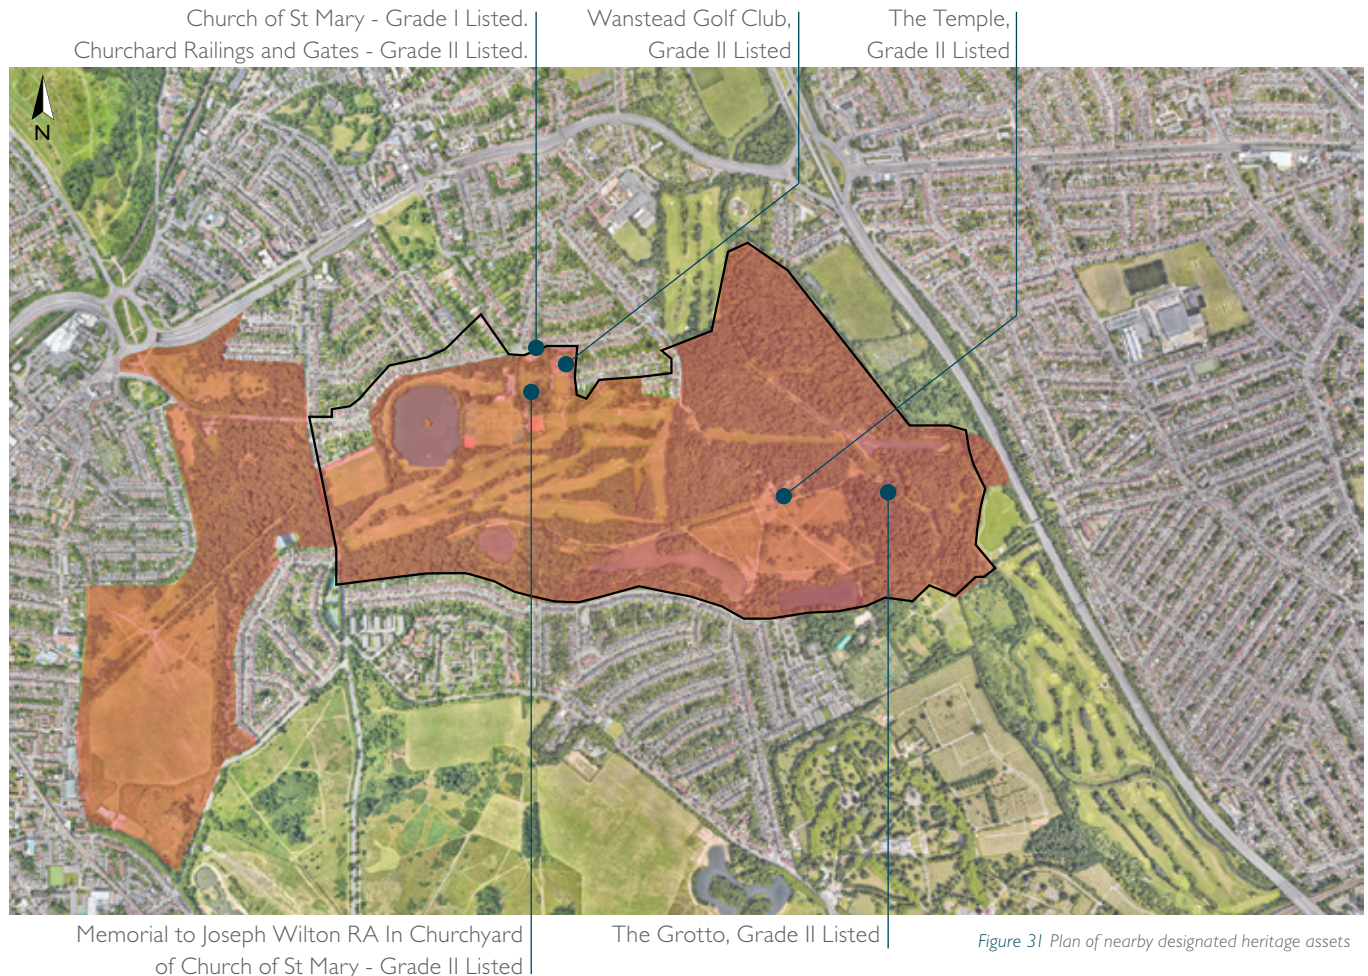 Church of St Mary - Grade I Listed.
Churchard Railings and Gates - Grade II Listed.
Wanstead Golf Club,
Grade II Listed
The Temple,
Grade II Listed
N
Memorial to Joseph Wilton RA In Churchyard
of Church of St Mary - Grade II Listed
The Grotto, Grade II Listed
Figure 31 Plan of nearby designated heritage assets